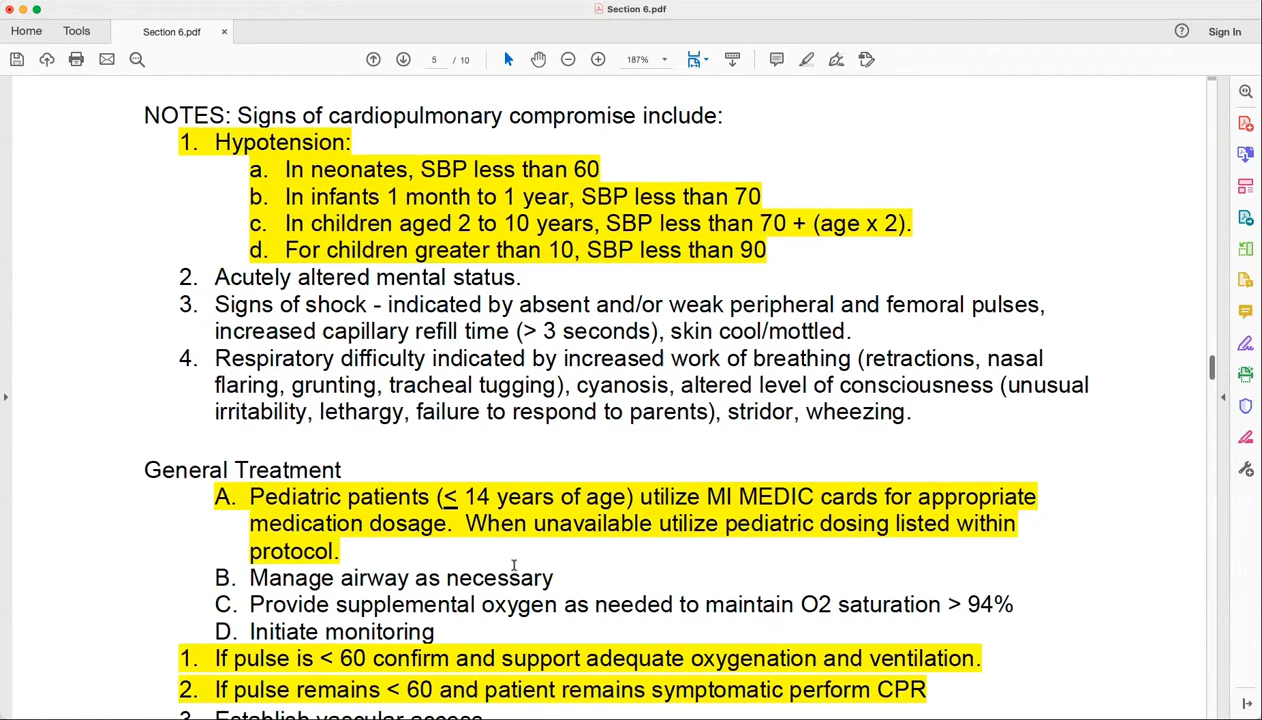 Section 6.pdf
Home Tools Section 6.pdf × Sign In
5 / 10 187%
NOTES: Signs of cardiopulmonary compromise include:
1. Hypotension:
a. In neonates, SBP less than 60
b. In infants 1 month to 1 year, SBP less than 70
c. In children aged 2 to 10 years, SBP less than 70 + (age x 2).
d. For children greater than 10, SBP less than 90
2. Acutely altered mental status.
3. Signs of shock - indicated by absent and/or weak peripheral and femoral pulses,
increased capillary refill time (> 3 seconds), skin cool/mottled.
4. Respiratory difficulty indicated by increased work of breathing (retractions, nasal
flaring, grunting, tracheal tugging), cyanosis, altered level of consciousness (unusual
irritability, lethargy, failure to respond to parents), stridor, wheezing.
General Treatment
A. Pediatric patients (≤ 14 years of age) utilize MI MEDIC cards for appropriate
medication dosage. When unavailable utilize pediatric dosing listed within
protocol.
B. Manage airway as necessary
C. Provide supplemental oxygen as needed to maintain O2 saturation > 94%
D. Initiate monitoring
1. If pulse is < 60 confirm and support adequate oxygenation and ventilation.
2. If pulse remains < 60 and patient remains symptomatic perform CPR
3. Establish vascular access